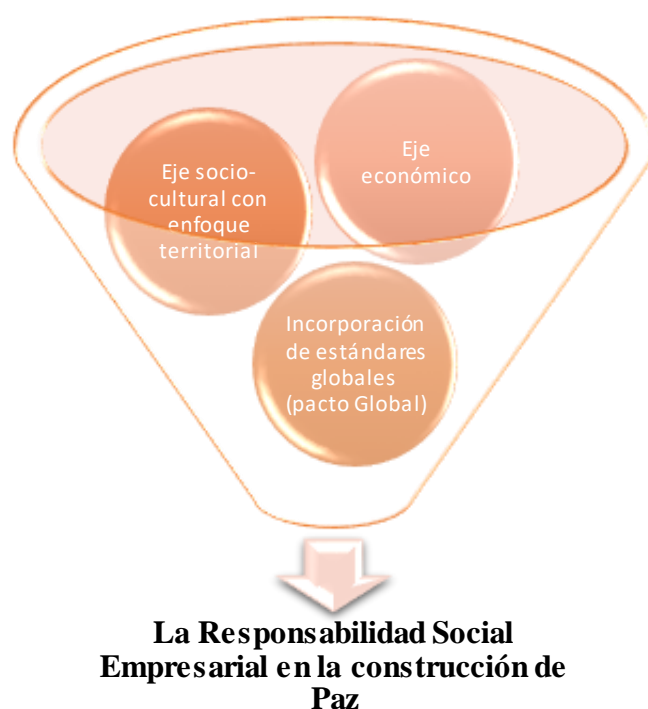 Eje
económico
Eje socio-
cultural con
enfoque
territorial
Incorporación
de estándares
globales
(pacto Global)
La Responsabilidad Social
Empresarial en la construcción de
Paz